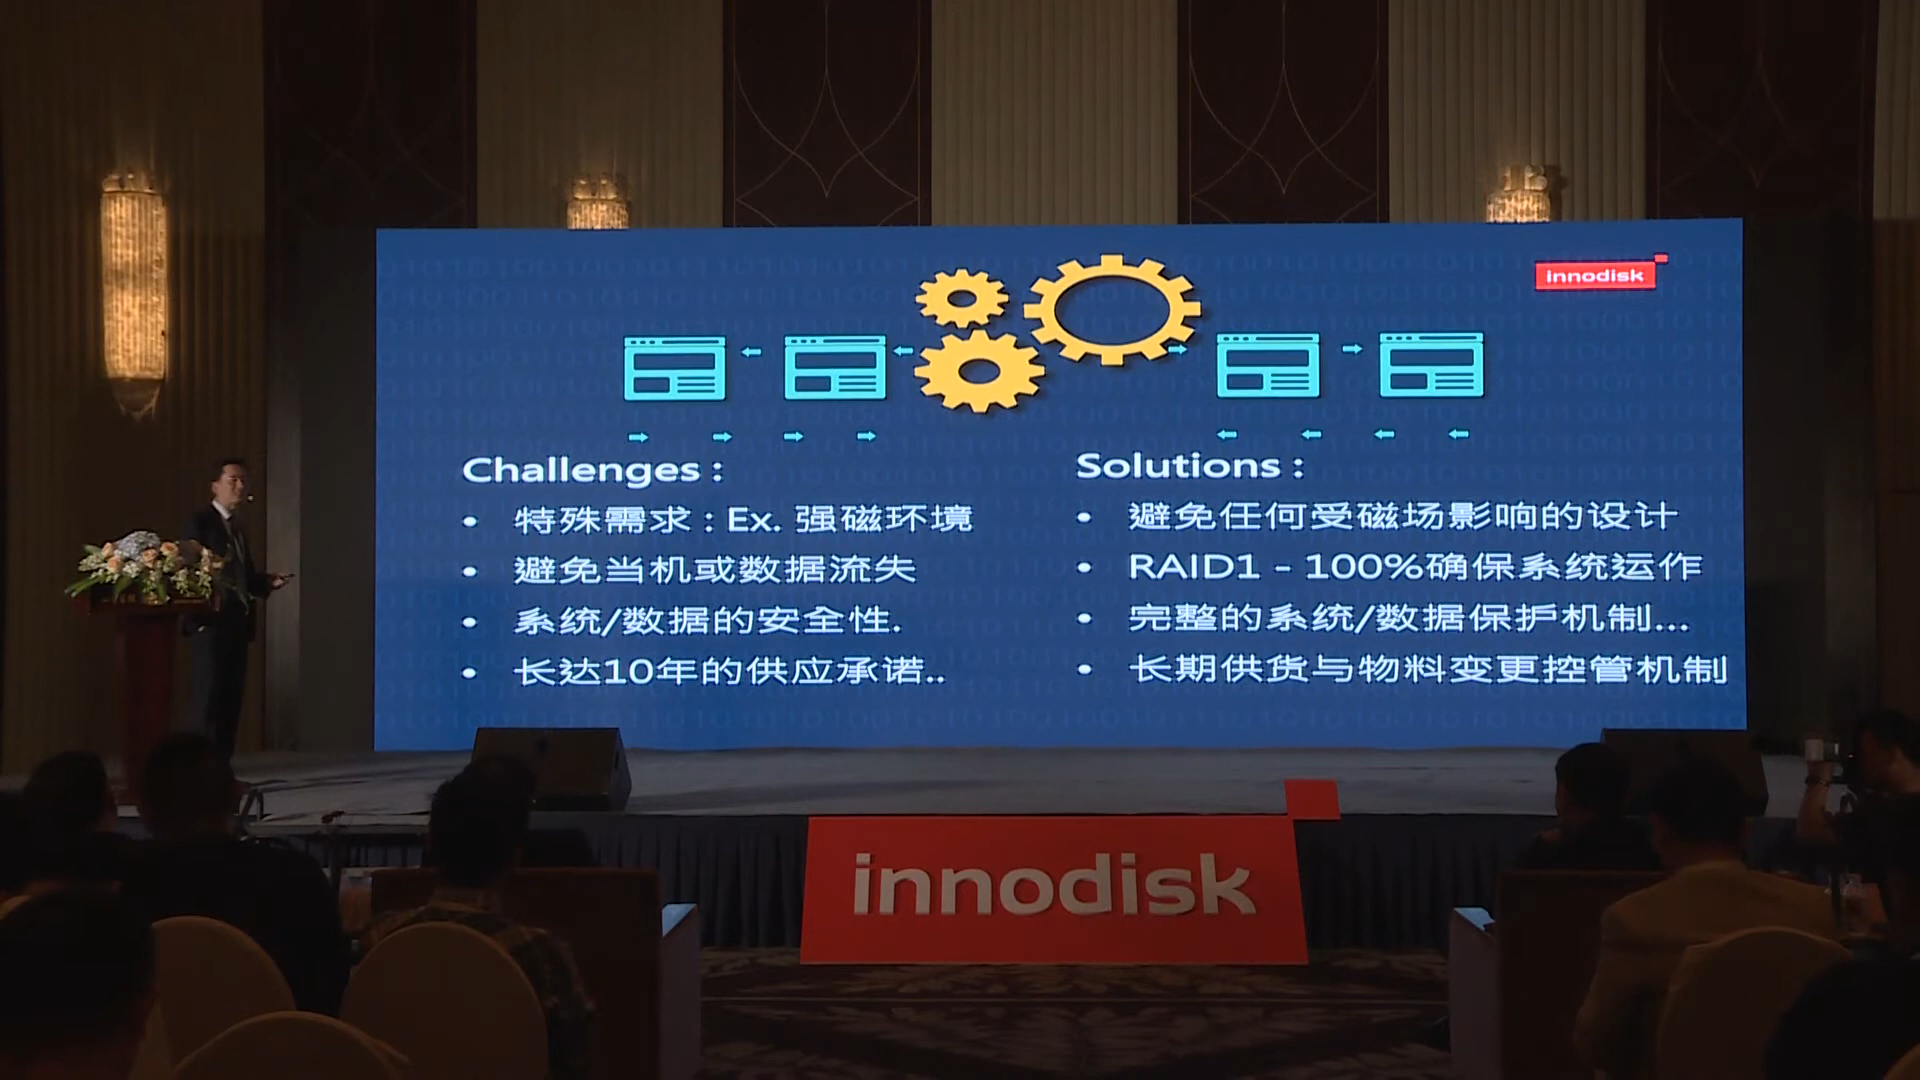 innodisk
Challenges :
• 特殊需求 : Ex. 强磁环境
• 避免当机或数据流失
• 系统/数据的安全性.
• 长达10年的供应承诺..
Solutions :
• 避免任何受磁场影响的设计
• RAID1 – 100%确保系统运作
• 完整的系统/数据保护机制...
• 长期供货与物料变更控管机制
innodisk